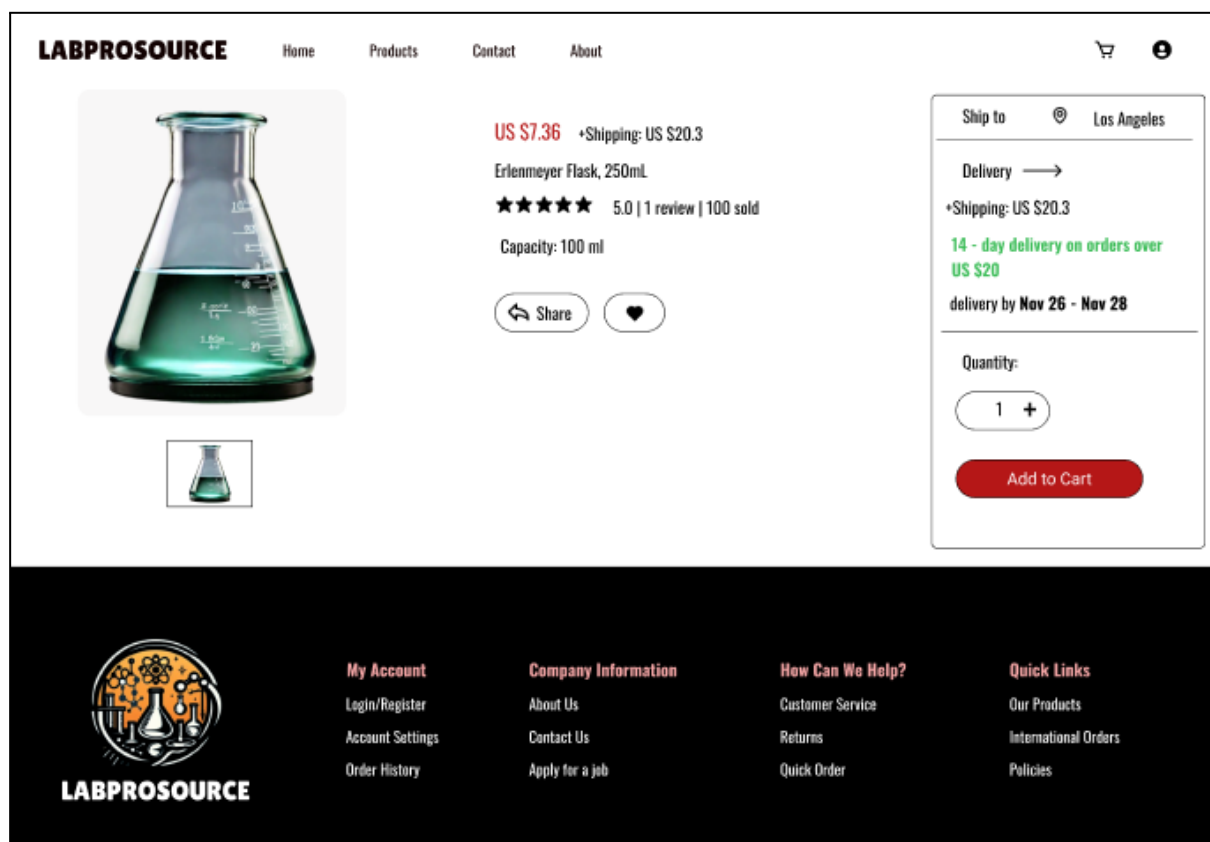 LABPROSOURCE Home Products Contact About
US $7.36 +Shipping: US $20.3
Erlenmeyer Flask, 250mL
5.0 | 1 review | 100 sold
Capacity: 100 ml
Share
Ship to Los Angeles
Delivery
+Shipping: US $20.3
14 - day delivery on orders over
US $20
delivery by Nov 26 - Nov 28
Quantity:
1 +
Add to Cart
LABPROSOURCE
My Account
Login/Register
Account Settings
Order History
Company Information
About Us
Contact Us
Apply for a job
How Can We Help?
Customer Service
Returns
Quick Order
Quick Links
Our Products
International Orders
Policies